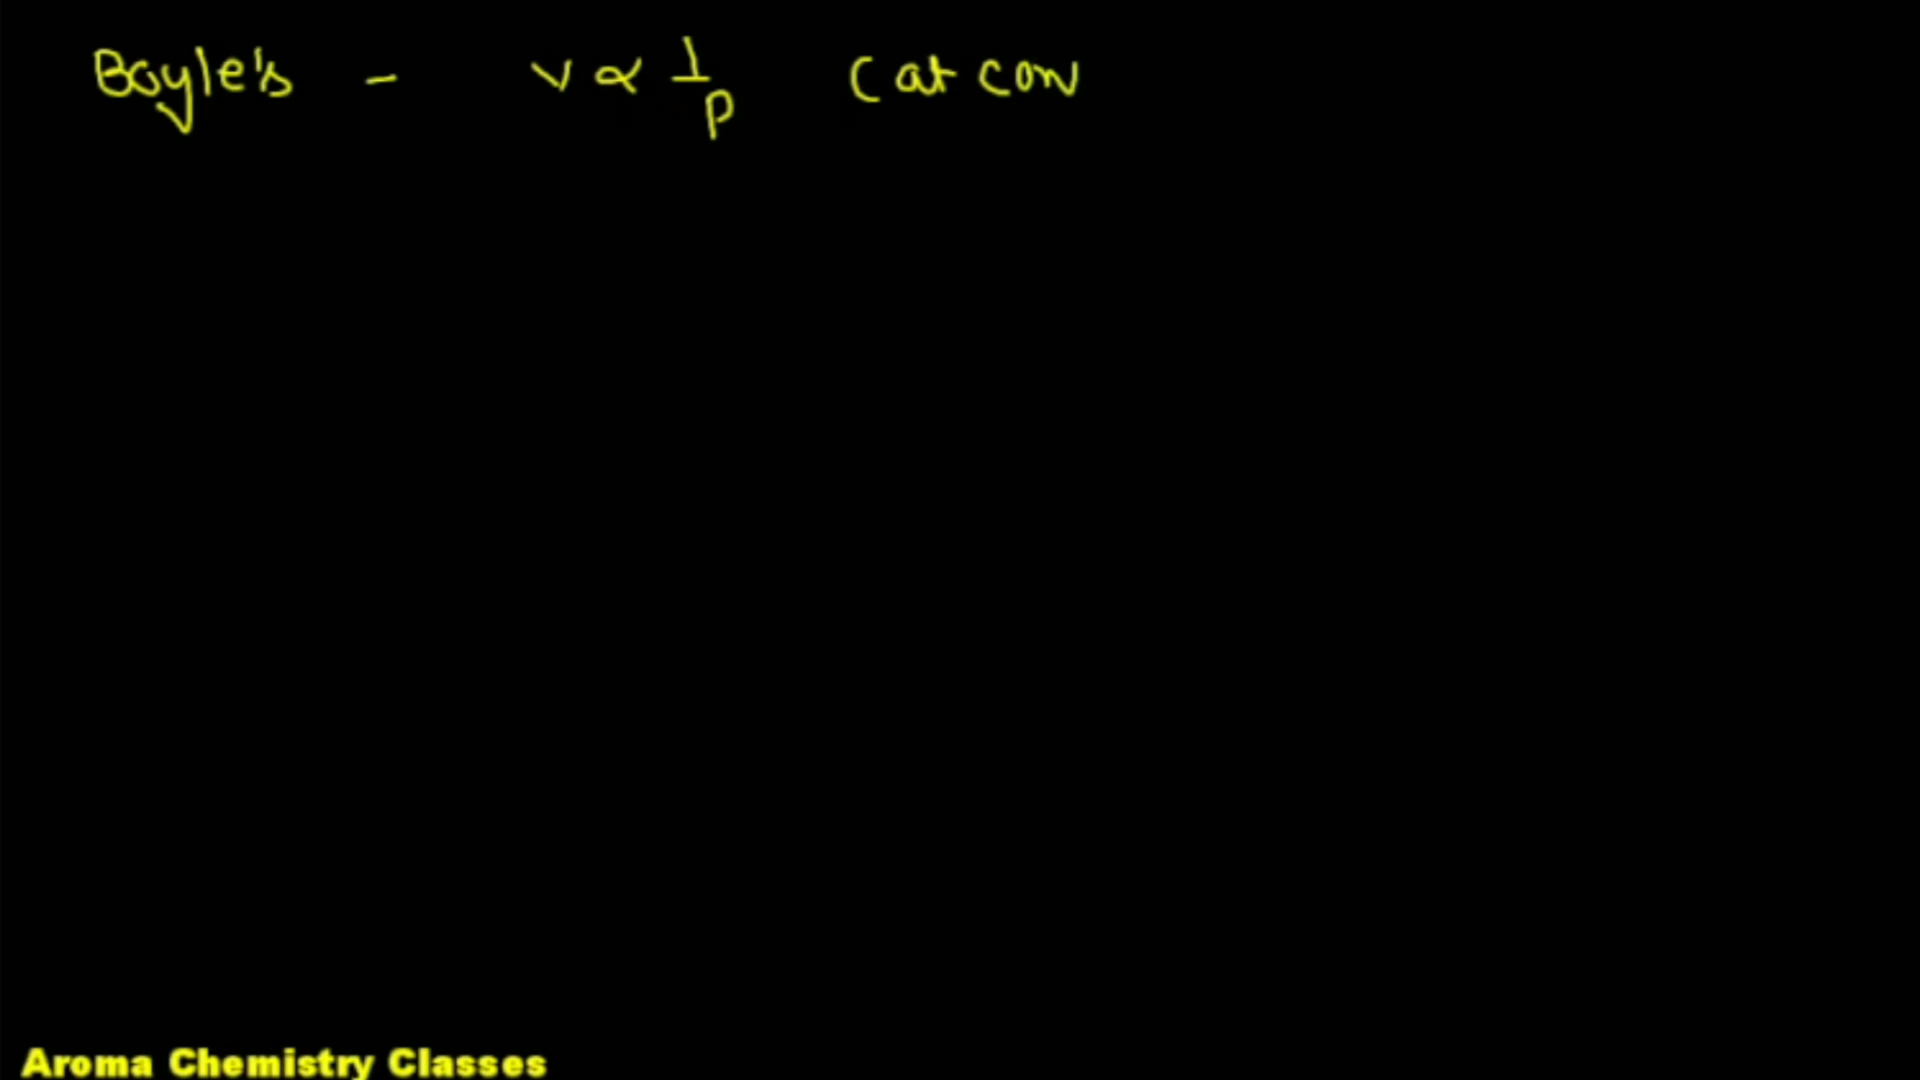 Boyle's - V ∝ 1/P (at con
Aroma Chemistry Classes